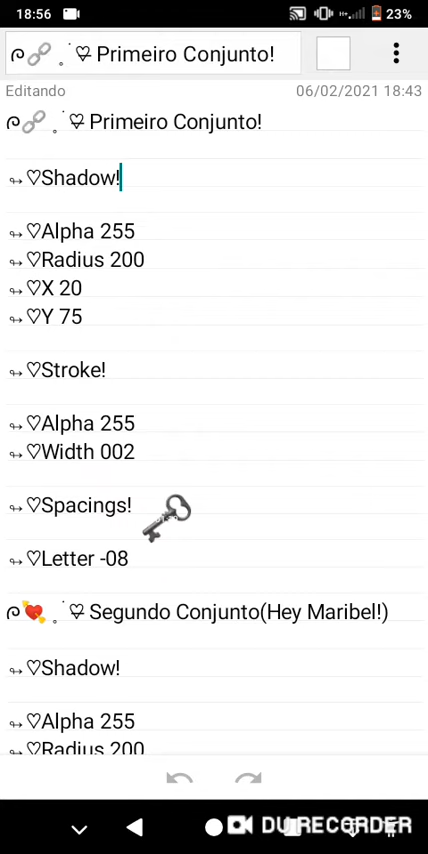 18:56 23%
ᖘ🔗 ˳˙♡̶ Primeiro Conjunto!
Editando 06/02/2021 18:43
ᖘ🔗 ˳˙♡̶ Primeiro Conjunto!
↬♡Shadow!
↬♡Alpha 255
↬♡Radius 200
↬♡X 20
↬♡Y 75
↬♡Stroke!
↬♡Alpha 255
↬♡Width 002
↬♡Spacings!
↬♡Letter -08
ᖘ💘 ˳˙♡̶ Segundo Conjunto(Hey Maribel!)
↬♡Shadow!
↬♡Alpha 255
↬♡Radius 200
DU RECORDER